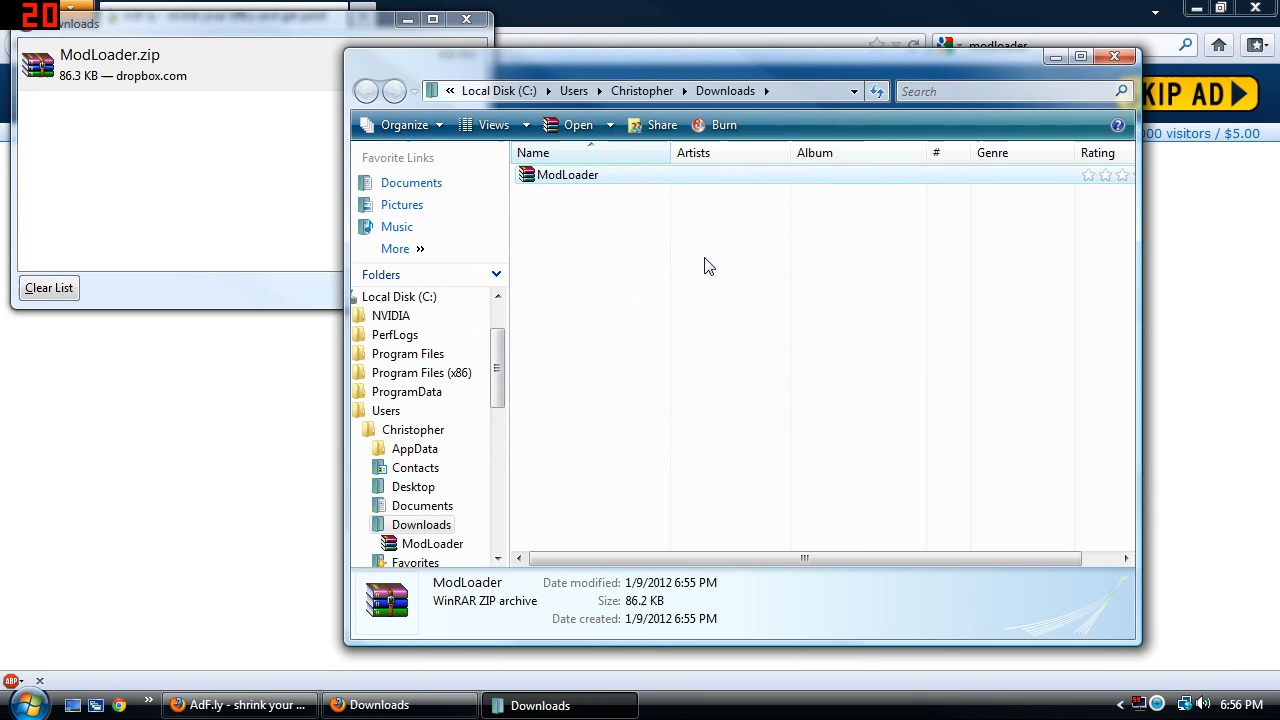 20
wnloads
ModLoader.zip
86.3 KB — dropbox.com
Clear List
modloader
KIP AD
000 visitors / $5.00
Local Disk (C:) Users Christopher Downloads
Search
Organize Views Open Share Burn
Favorite Links
Documents
Pictures
Music
More »
Folders
Local Disk (C:)
NVIDIA
PerfLogs
Program Files
Program Files (x86)
ProgramData
Users
Christopher
AppData
Contacts
Desktop
Documents
Downloads
ModLoader
Favorites
Name Artists Album # Genre Rating
ModLoader
ModLoader Date modified: 1/9/2012 6:55 PM
WinRAR ZIP archive Size: 86.2 KB
Date created: 1/9/2012 6:55 PM
ABP
AdF.ly - shrink your ... Downloads Downloads 6:56 PM